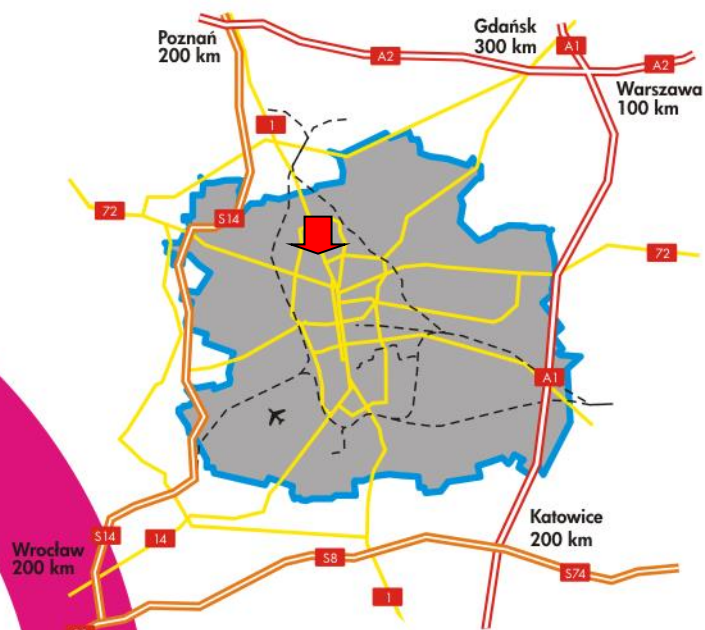 Poznań
200 km
Gdańsk
300 km
A1
A2
A2
Warszawa
100 km
1
72
S14
72
A1
Katowice
200 km
S14
14
Wrocław
200 km
S8
S74
1